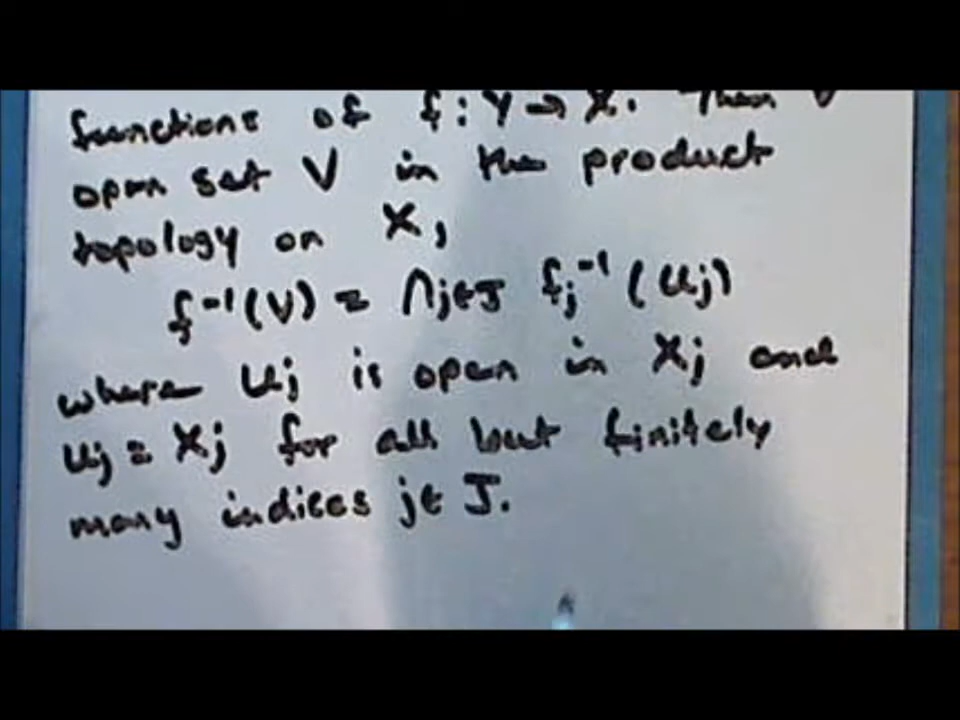 functions of f : Y → X. Then ∀
open set V in the product
topology on X,
f⁻¹(V) = ∩j∈J fj⁻¹(Uj)
where Uj is open in Xj and
Uj = Xj for all but finitely
many indices j∈ J.